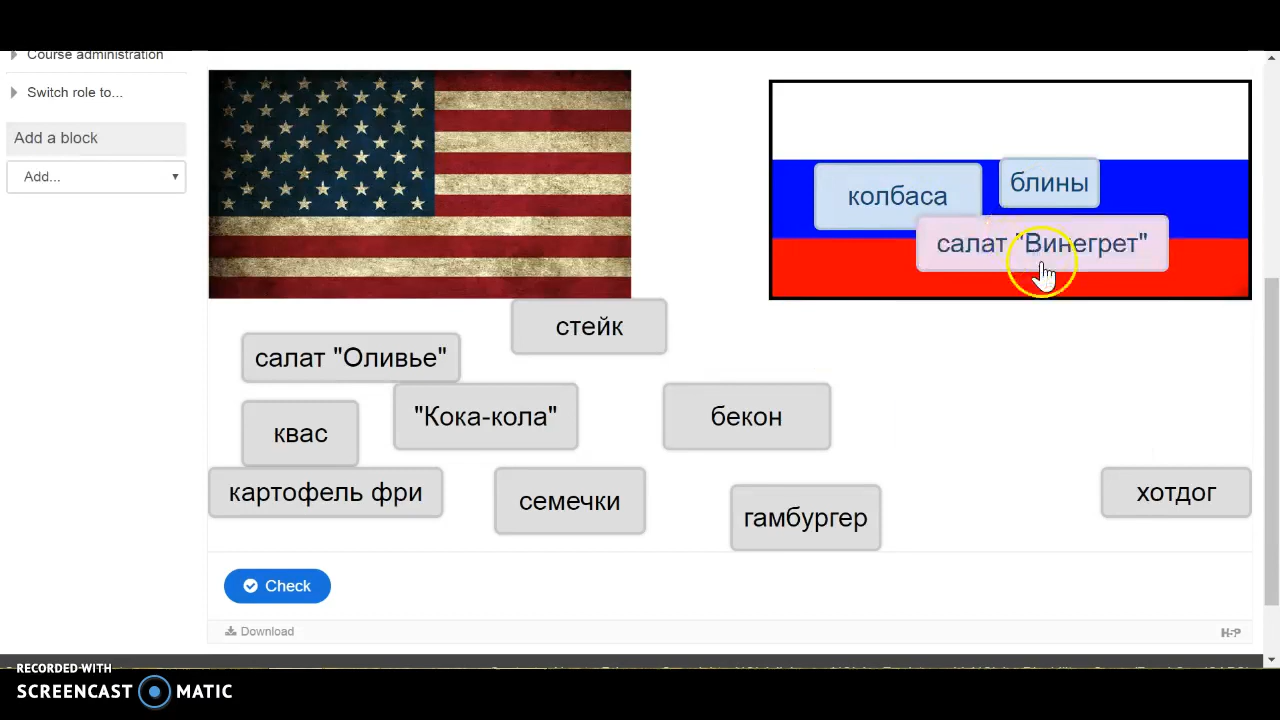 Course administration
Switch role to...
Add a block
Add...
колбаса
блины
салат "Винегрет"
стейк
салат "Оливье"
"Кока-кола"
бекон
квас
картофель фри
семечки
гамбургер
хотдог
Check
Download
H5P
RECORDED WITH
SCREENCAST MATIC